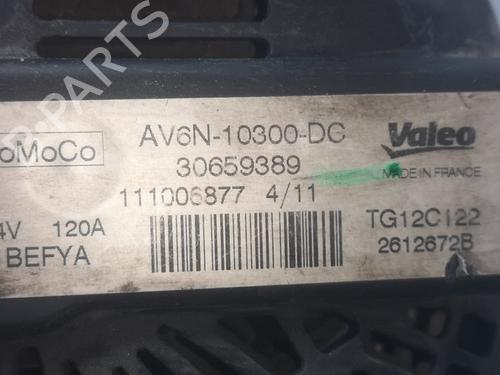 oMoCo
AV6N-10300-DC
Valeo
30659389
MADE IN FRANCE
111006877 4/11
4V 120A
TG12C122
BEFYA
2612672B
B-PARTS